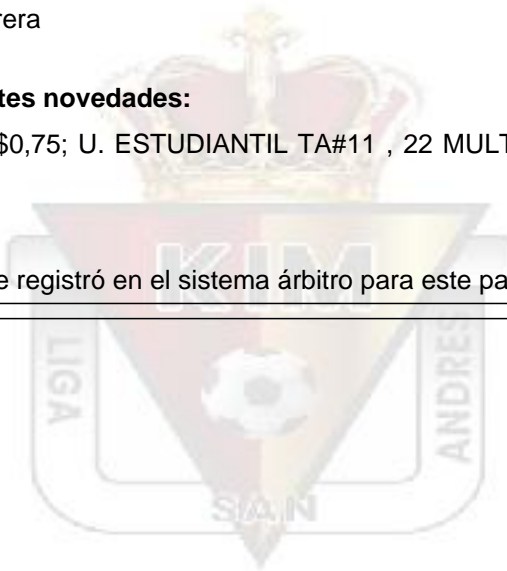 rera
tes novedades:
$0,75; U. ESTUDIANTIL TA#11 , 22 MULT
e registró en el sistema árbitro para este pa
KIM
LIGA
ANDRES
SAN